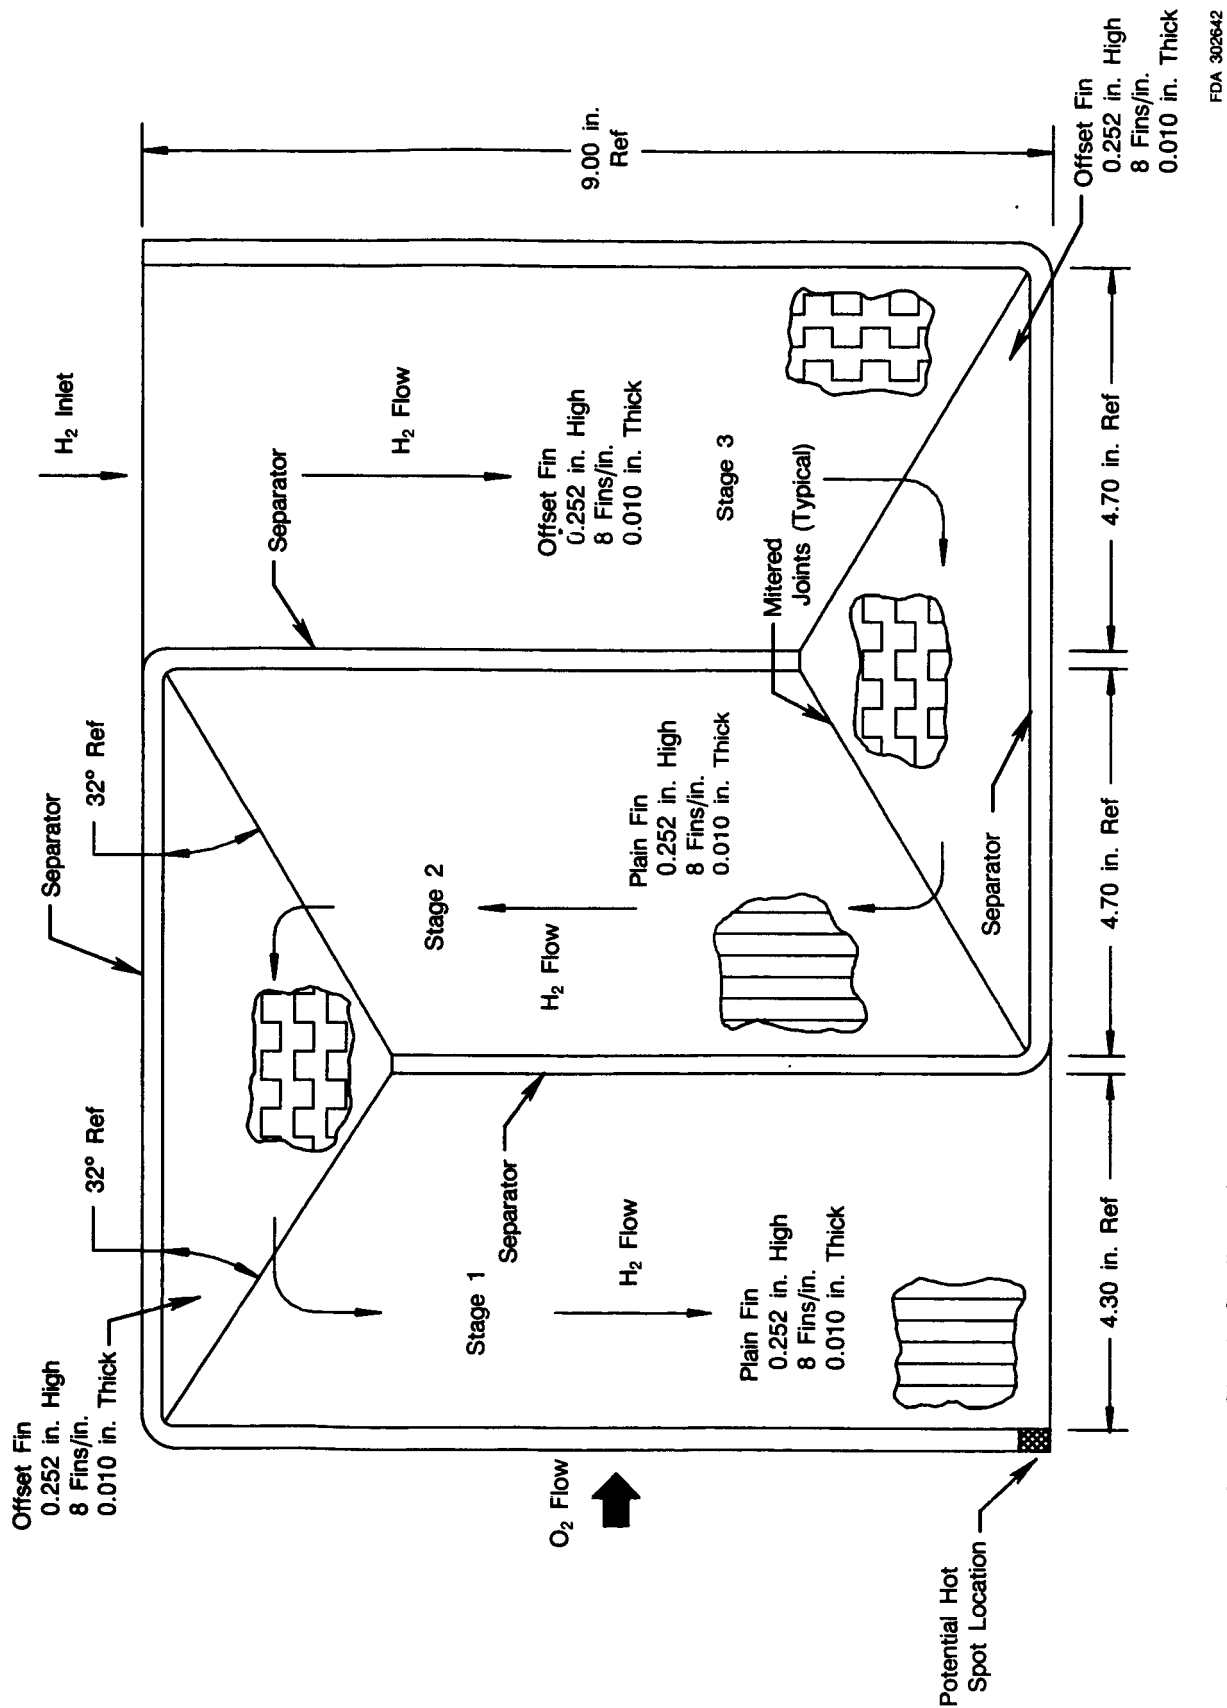 H₂ Inlet
Separator
32° Ref
32° Ref
Offset Fin
0.252 in. High
8 Fins/in.
0.010 in. Thick
Separator
H₂ Flow
Offset Fin
0.252 in. High
8 Fins/in.
0.010 in. Thick
9.00 in.
Ref
Stage 2
H₂ Flow
Plain Fin
0.252 in. High
8 Fins/in.
0.010 in. Thick
Stage 3
Mitered
Joints (Typical)
Stage 1
Separator
H₂ Flow
Plain Fin
0.252 in. High
8 Fins/in.
0.010 in. Thick
O₂ Flow
Separator
Potential Hot
Spot Location
4.30 in. Ref
4.70 in. Ref
4.70 in. Ref
Offset Fin
0.252 in. High
8 Fins/in.
0.010 in. Thick
FDA 302642